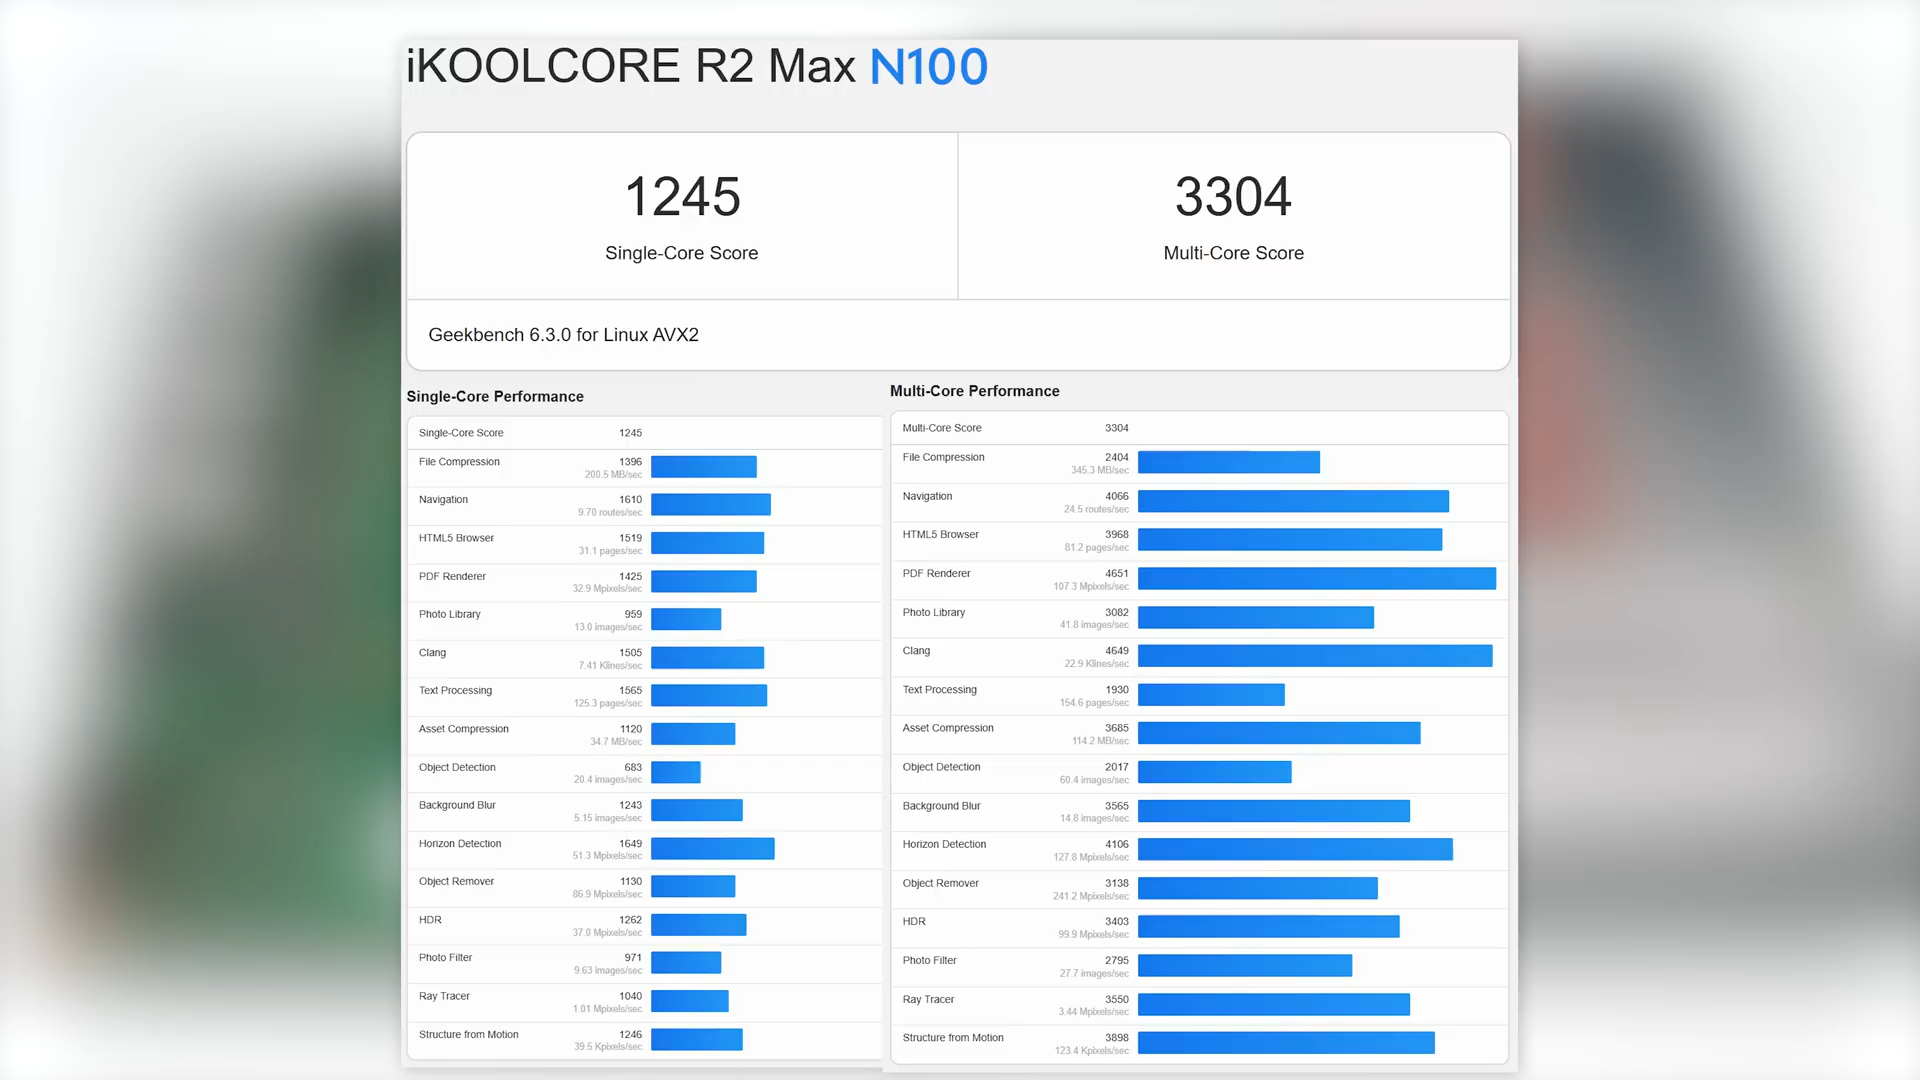 iKOOLCORE R2 Max N100
1245
Single-Core Score
3304
Multi-Core Score
Geekbench 6.3.0 for Linux AVX2
Single-Core Performance
Single-Core Score 1245
File Compression 1396
200.5 MB/sec
Navigation 1610
9.70 routes/sec
HTML5 Browser 1519
31.1 pages/sec
PDF Renderer 1425
32.9 Mpixels/sec
Photo Library 959
13.0 images/sec
Clang 1505
7.41 Klines/sec
Text Processing 1565
125.3 pages/sec
Asset Compression 1120
34.7 MB/sec
Object Detection 683
20.4 images/sec
Background Blur 1243
5.15 images/sec
Horizon Detection 1649
51.3 Mpixels/sec
Object Remover 1130
86.9 Mpixels/sec
HDR 1262
37.0 Mpixels/sec
Photo Filter 971
9.63 images/sec
Ray Tracer 1040
1.01 Mpixels/sec
Structure from Motion 1246
39.5 Kpixels/sec
Multi-Core Performance
Multi-Core Score 3304
File Compression 2404
345.3 MB/sec
Navigation 4066
24.5 routes/sec
HTML5 Browser 3968
81.2 pages/sec
PDF Renderer 4651
107.3 Mpixels/sec
Photo Library 3082
41.8 images/sec
Clang 4649
22.9 Klines/sec
Text Processing 1930
154.6 pages/sec
Asset Compression 3685
114.2 MB/sec
Object Detection 2017
60.4 images/sec
Background Blur 3565
14.8 images/sec
Horizon Detection 4106
127.8 Mpixels/sec
Object Remover 3138
241.2 Mpixels/sec
HDR 3403
99.9 Mpixels/sec
Photo Filter 2795
27.7 images/sec
Ray Tracer 3550
3.44 Mpixels/sec
Structure from Motion 3898
123.4 Kpixels/sec